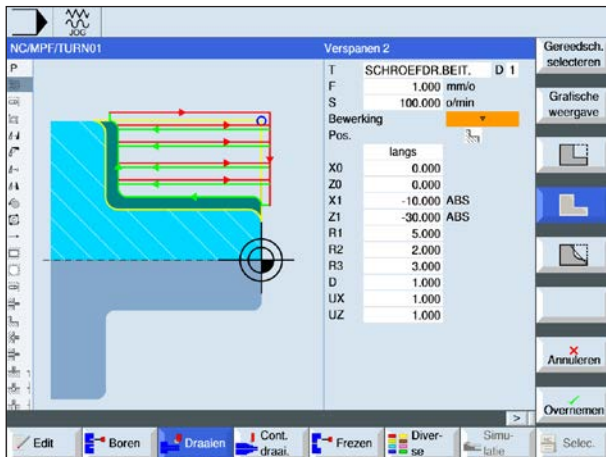 JOG
NC/MPF/TURN01
Verspanen 2
Gereedsch. selecteren
P
T SCHROEFDR.BEIT. D 1
F 1.000 mm/o
S 100.000 o/min
Bewerking
Pos.
langs
X0 0.000
Z0 0.000
X1 -10.000 ABS
Z1 -30.000 ABS
R1 5.000
R2 2.000
R3 3.000
D 1.000
UX 1.000
UZ 1.000
Grafische weergave
Annuleren
Overnemen
>
Edit
Boren
Draaien
Cont. draai.
Frezen
Diver-se
Simu-latie
Selec.